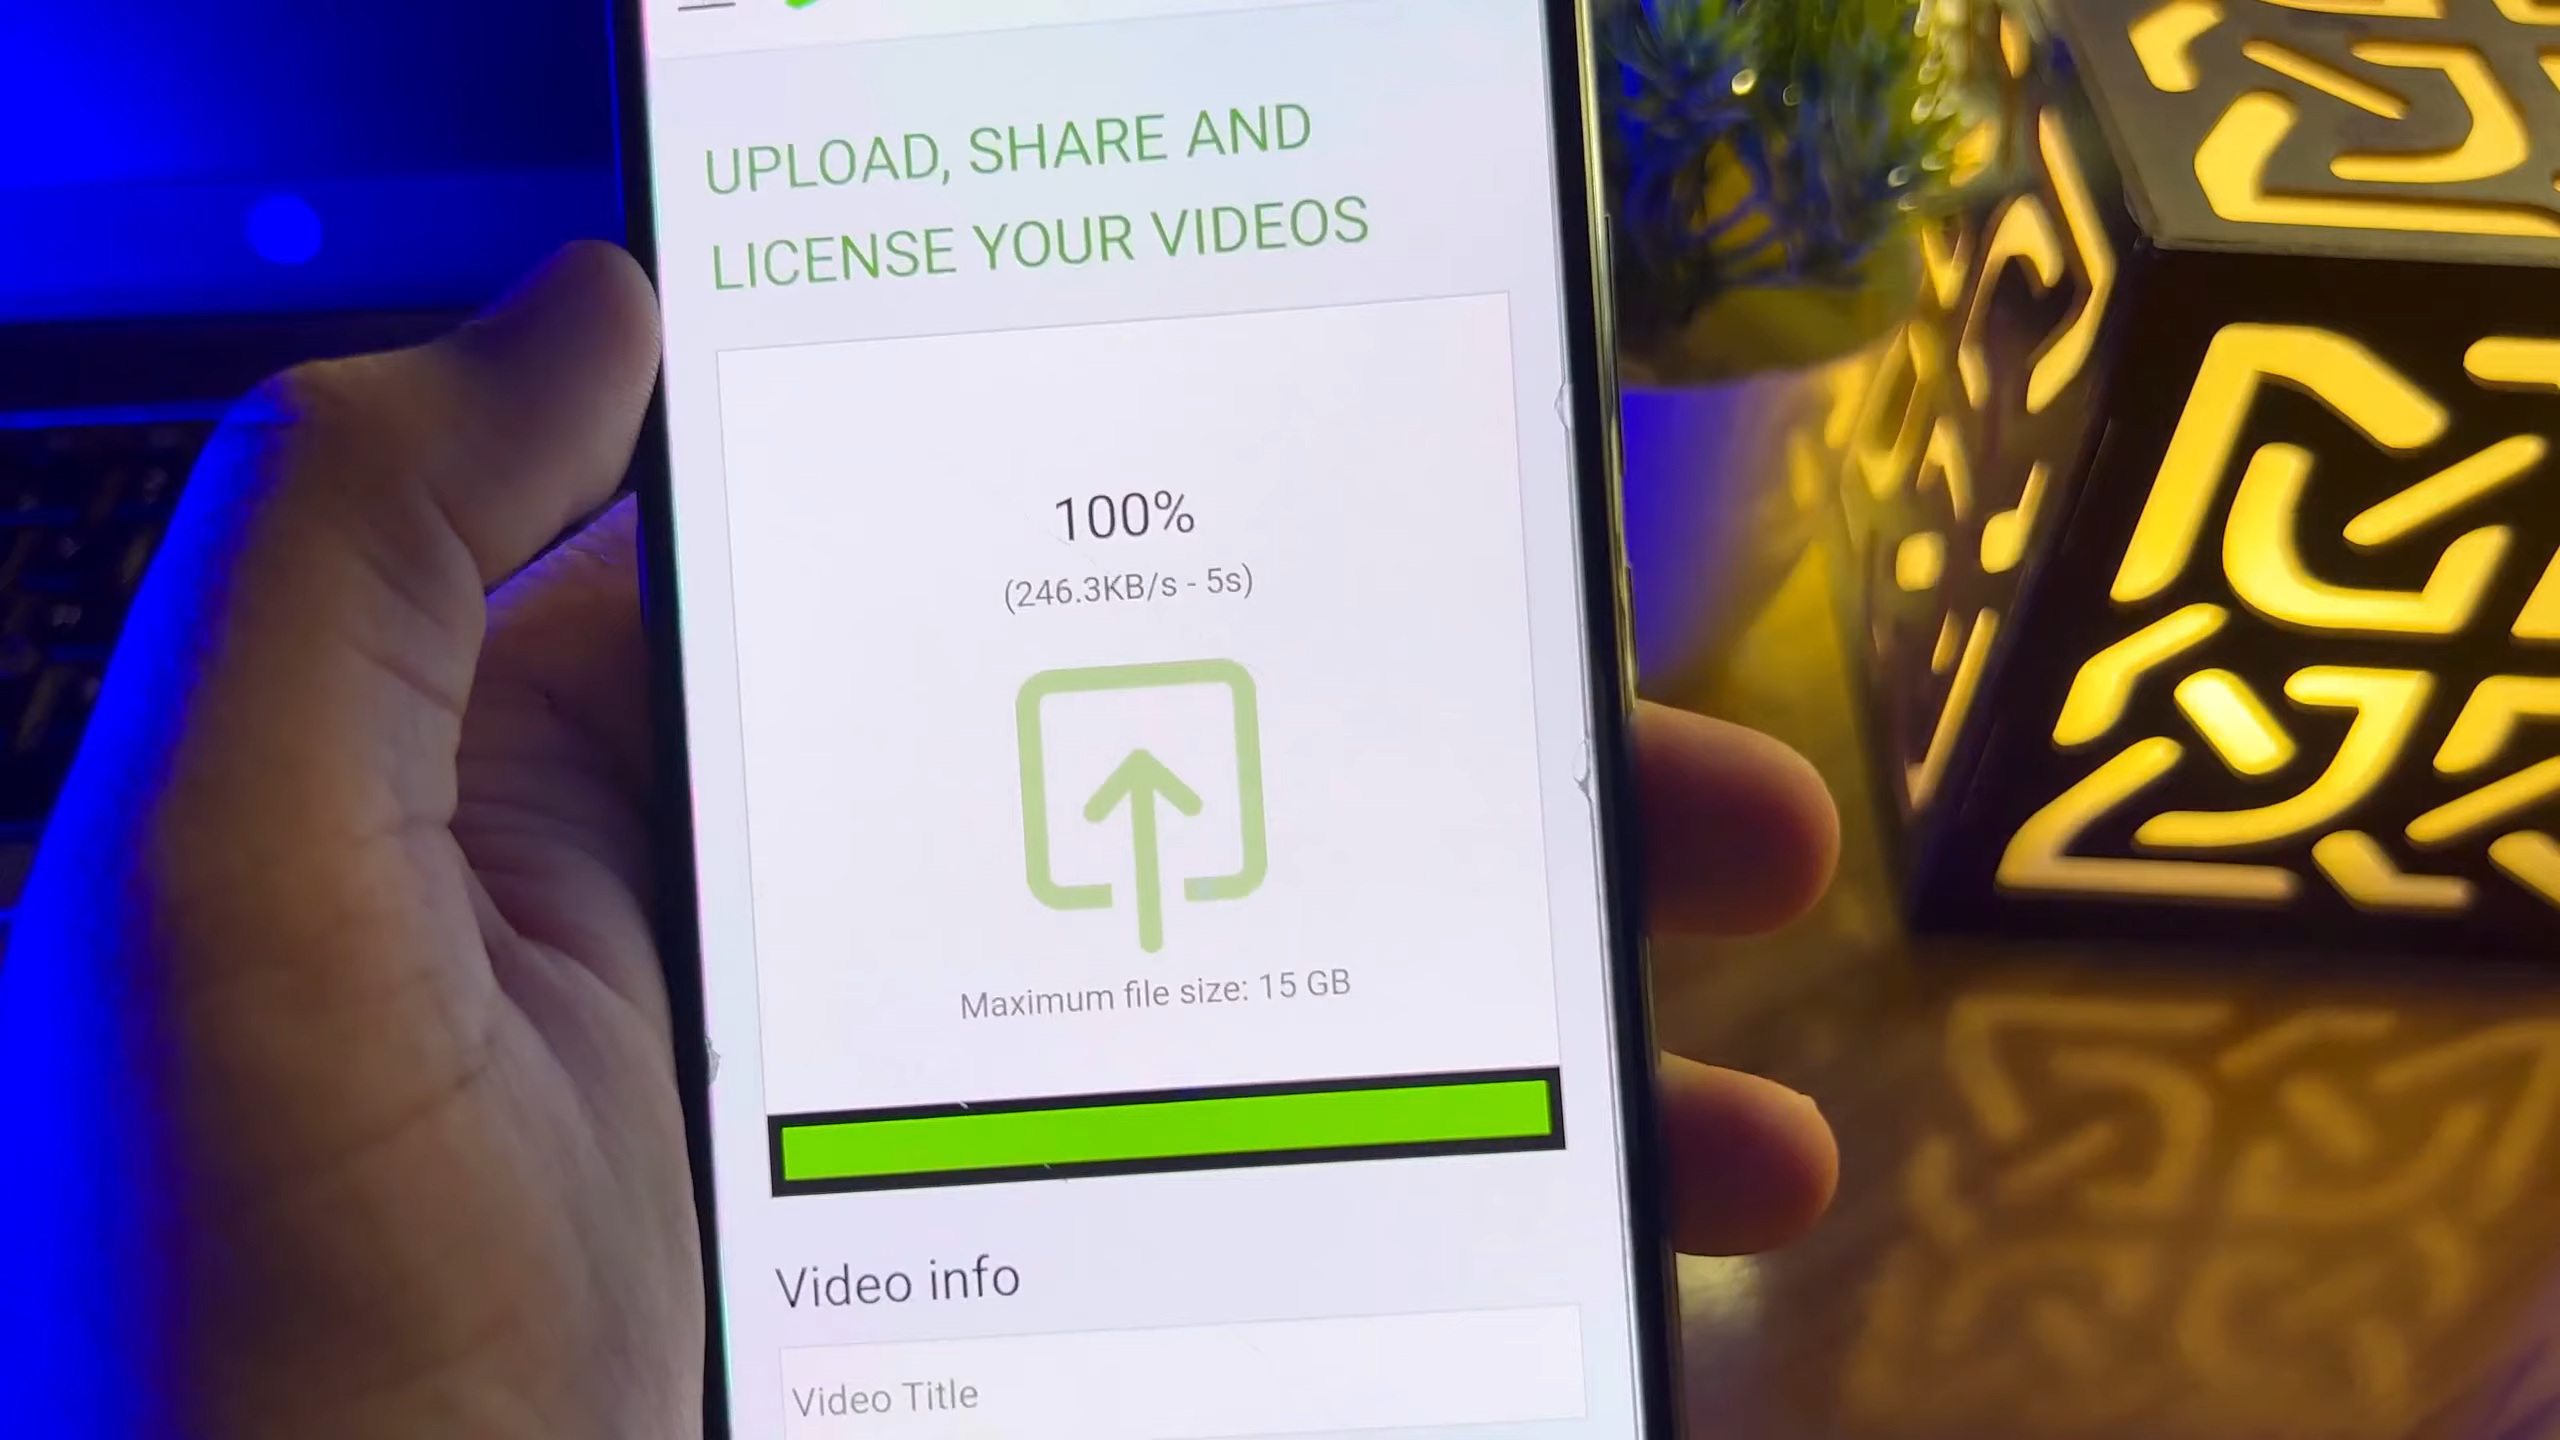 UPLOAD, SHARE AND
LICENSE YOUR VIDEOS
100%
(246.3KB/s - 5s)
Maximum file size: 15 GB
Video info
Video Title